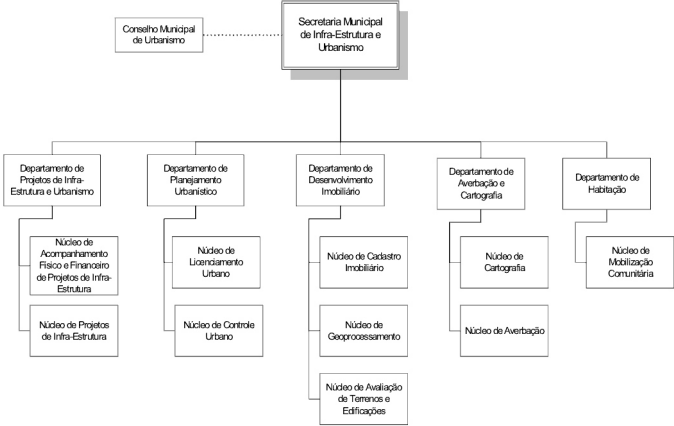 Conselho Municipal
de Urbanismo
Secretaria Municipal
de Infra-Estrutura e
Urbanismo
Departamento de
Projetos de Infra-
Estrutura e Urbanismo
Departamento de
Planejamento
Urbanístico
Departamento de
Desenvolvimento
Imobiliário
Departamento de
Averbação e
Cartografia
Departamento de
Habitação
Núcleo de
Acompanhamento
Físico e Financeiro
de Projetos de Infra-
Estrutura
Núcleo de
Licenciamento
Urbano
Núcleo de Cadastro
Imobiliário
Núcleo de
Cartografia
Núcleo de
Mobilização
Comunitária
Núcleo de Projetos
de Infra-Estrutura
Núcleo de Controle
Urbano
Núcleo de
Geoprocessamento
Núcleo de Averbação
Núcleo de Avaliação
de Terrenos e
Edificações